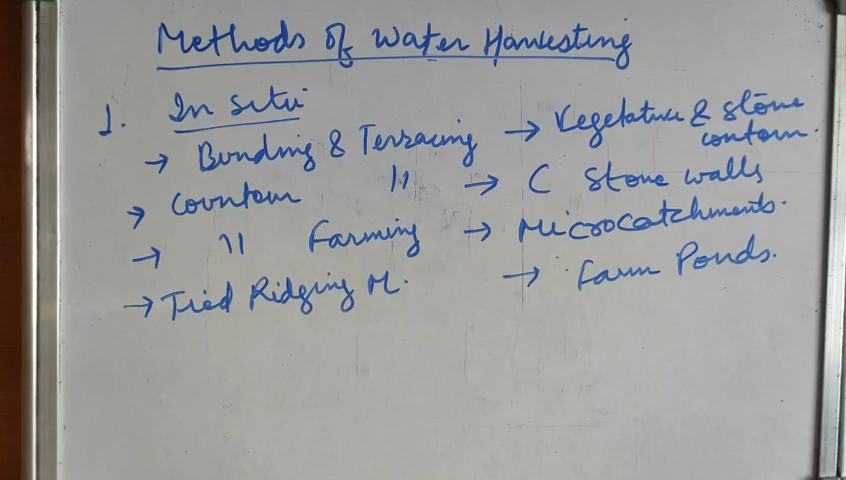 Methods of Water Harvesting
1. In situ
→ Bunding & Terracing
→ Contour 〃
→ 〃 Farming
→ Tied Ridging M.
→ Vegetative & Stone
contour.
→ C Stone walls
→ Microcatchments.
→ Farm Ponds.